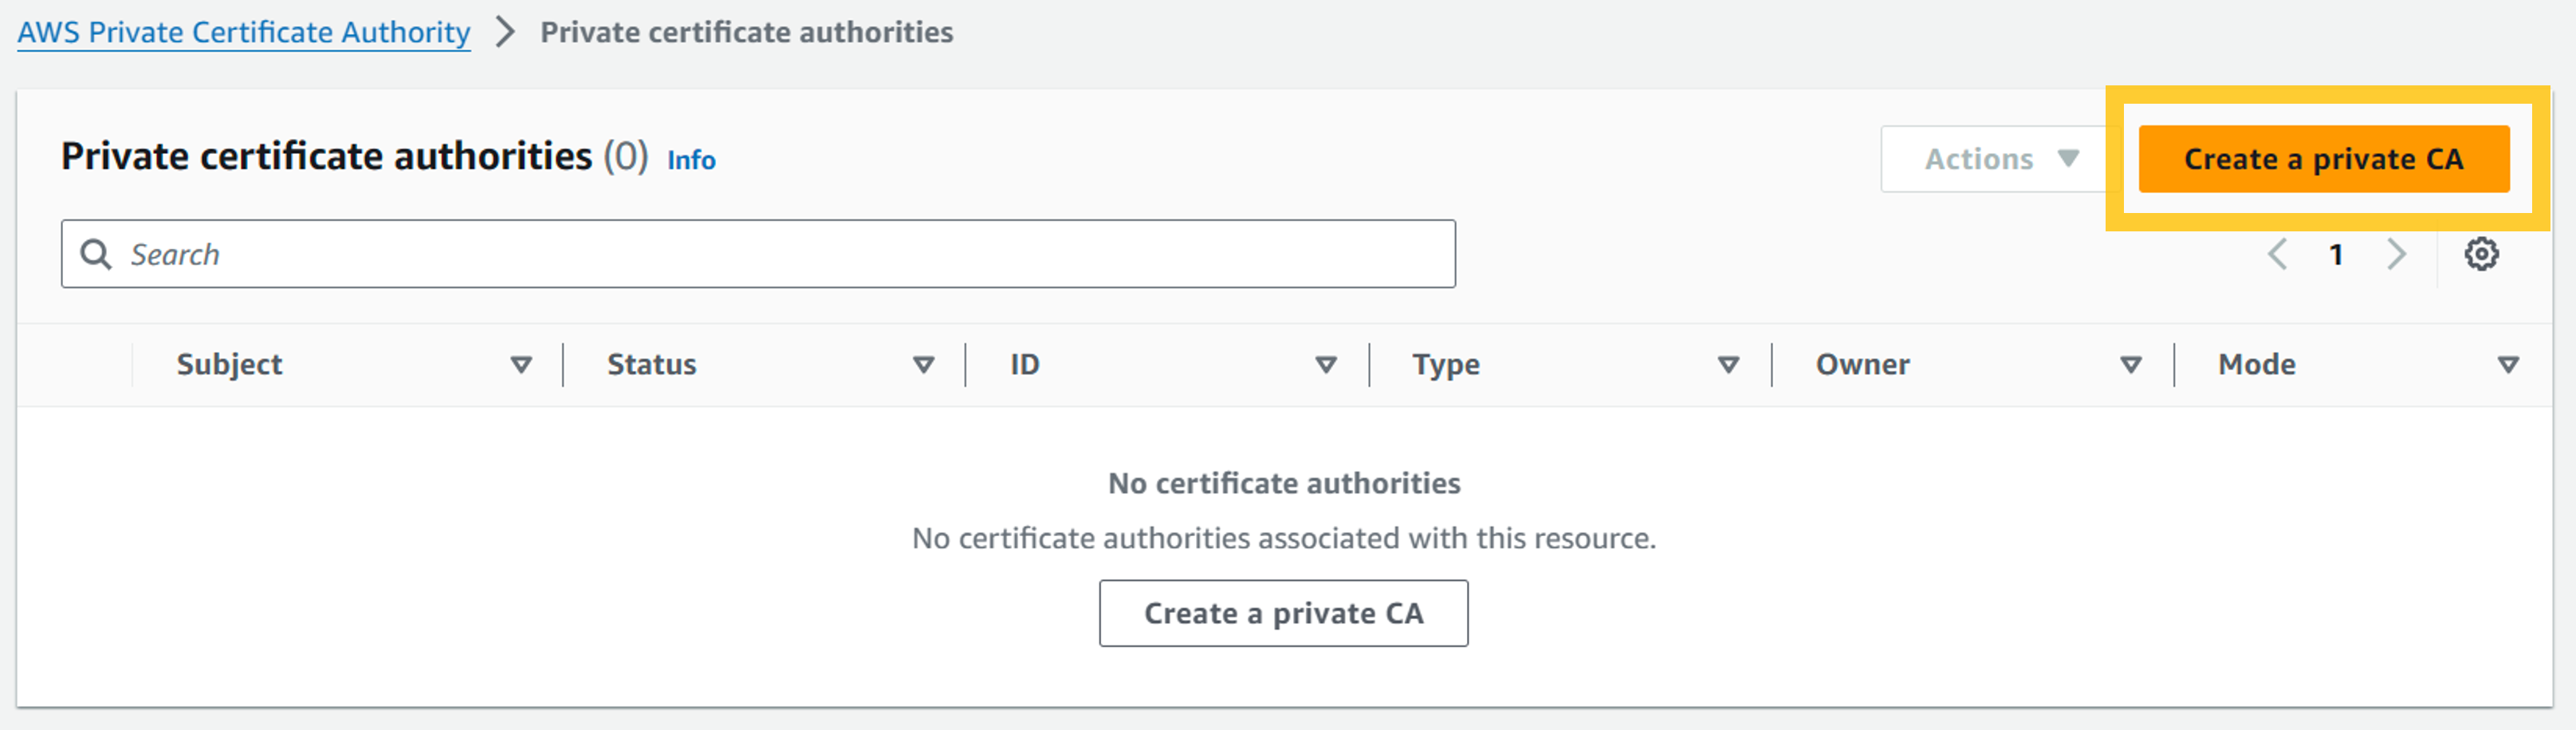 AWS Private Certificate Authority > Private certificate authorities
Private certificate authorities (0) Info
Actions
Create a private CA
Search
1
Subject Status ID Type Owner Mode
No certificate authorities
No certificate authorities associated with this resource.
Create a private CA